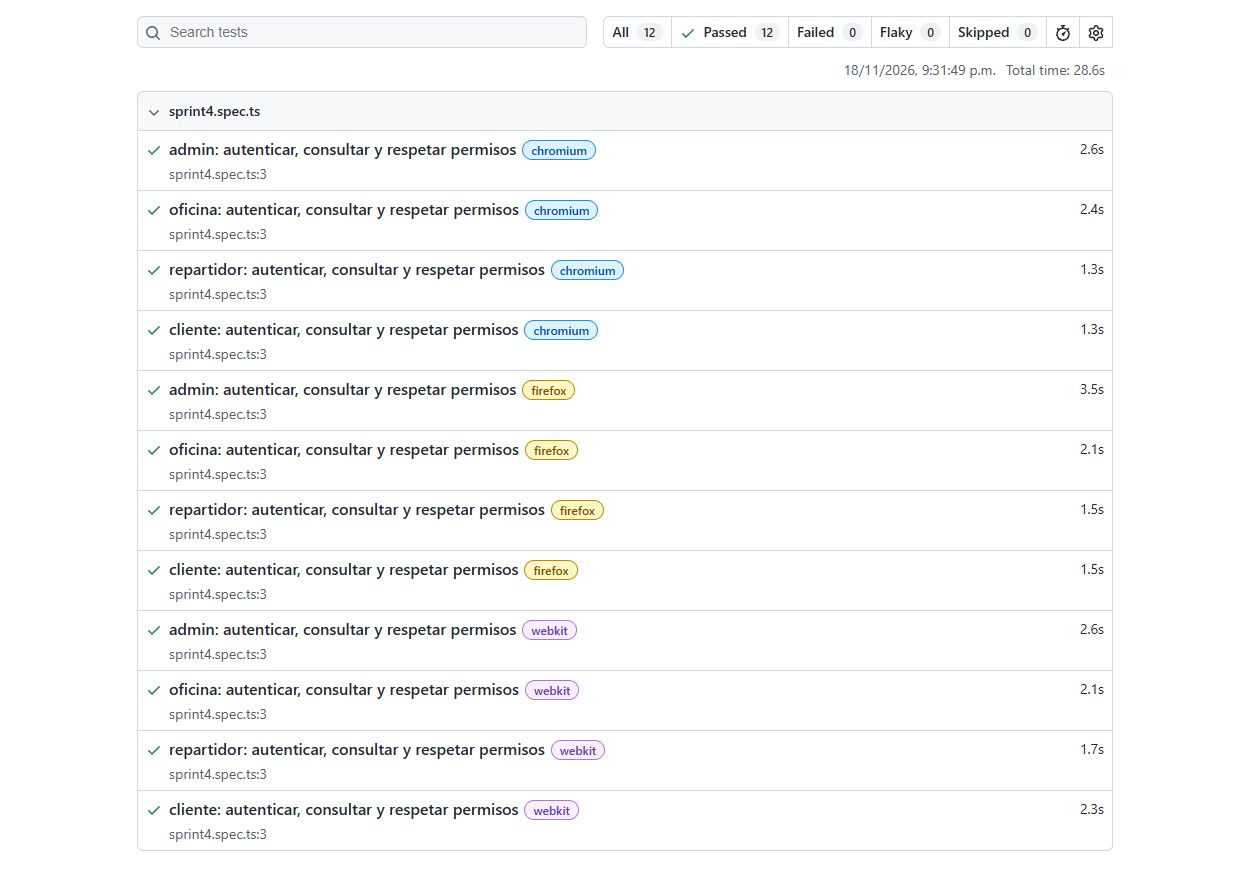 Search tests
All 12 Passed 12 Failed 0 Flaky 0 Skipped 0
18/11/2026, 9:31:49 p.m. Total time: 28.6s
sprint4.spec.ts
admin: autenticar, consultar y respetar permisos chromium 2.6s
sprint4.spec.ts:3
oficina: autenticar, consultar y respetar permisos chromium 2.4s
sprint4.spec.ts:3
repartidor: autenticar, consultar y respetar permisos chromium 1.3s
sprint4.spec.ts:3
cliente: autenticar, consultar y respetar permisos chromium 1.3s
sprint4.spec.ts:3
admin: autenticar, consultar y respetar permisos firefox 3.5s
sprint4.spec.ts:3
oficina: autenticar, consultar y respetar permisos firefox 2.1s
sprint4.spec.ts:3
repartidor: autenticar, consultar y respetar permisos firefox 1.5s
sprint4.spec.ts:3
cliente: autenticar, consultar y respetar permisos firefox 1.5s
sprint4.spec.ts:3
admin: autenticar, consultar y respetar permisos webkit 2.6s
sprint4.spec.ts:3
oficina: autenticar, consultar y respetar permisos webkit 2.1s
sprint4.spec.ts:3
repartidor: autenticar, consultar y respetar permisos webkit 1.7s
sprint4.spec.ts:3
cliente: autenticar, consultar y respetar permisos webkit 2.3s
sprint4.spec.ts:3